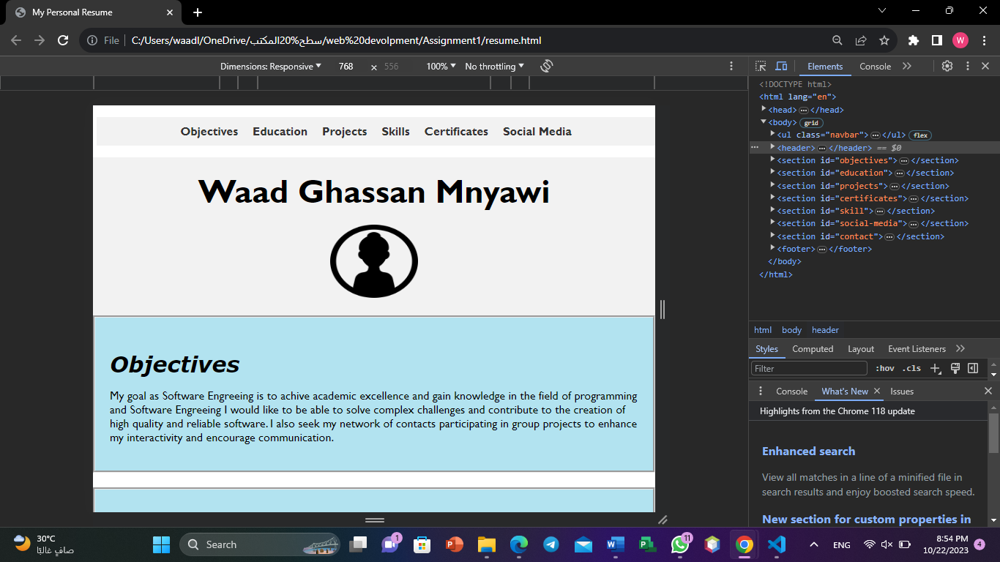 My Personal Resume
File
C:/Users/waadl/OneDrive/سطح%20المكتب/web%20devolpment/Assignment1/resume.html
W
Dimensions: Responsive
768
x
556
100%
No throttling
Elements
Console
Objectives
Education
Projects
Skills
Certificates
Social Media
Waad Ghassan Mnyawi
Objectives
My goal as Software Engreeing is to achive academic excellence and gain knowledge in the field of programming
and Software Engreeing I would like to be able to solve complex challenges and contribute to the creation of
high quality and reliable software. I also seek my network of contacts participating in group projects to enhance
my interactivity and encourage communication.
<!DOCTYPE html>
<html lang="en">
<head>…</head>
<body> grid
<ul class="navbar">…</ul> flex
… <header>…</header> == $0
<section id="objectives">…</section>
<section id="education">…</section>
<section id="projects">…</section>
<section id="certificates">…</section>
<section id="skill">…</section>
<section id="social-media">…</section>
<section id="contact">…</section>
<footer>…</footer>
</body>
</html>
html body header
Styles Computed Layout Event Listeners
Filter
:hov .cls
Console What's New Issues
Highlights from the Chrome 118 update
Enhanced search
View all matches in a line of a minified file in
search results and enjoy boosted search speed.
New section for custom properties in
30°C
صافٍ غالبًا
Search
1
11
ENG
8:54 PM
10/22/2023
4